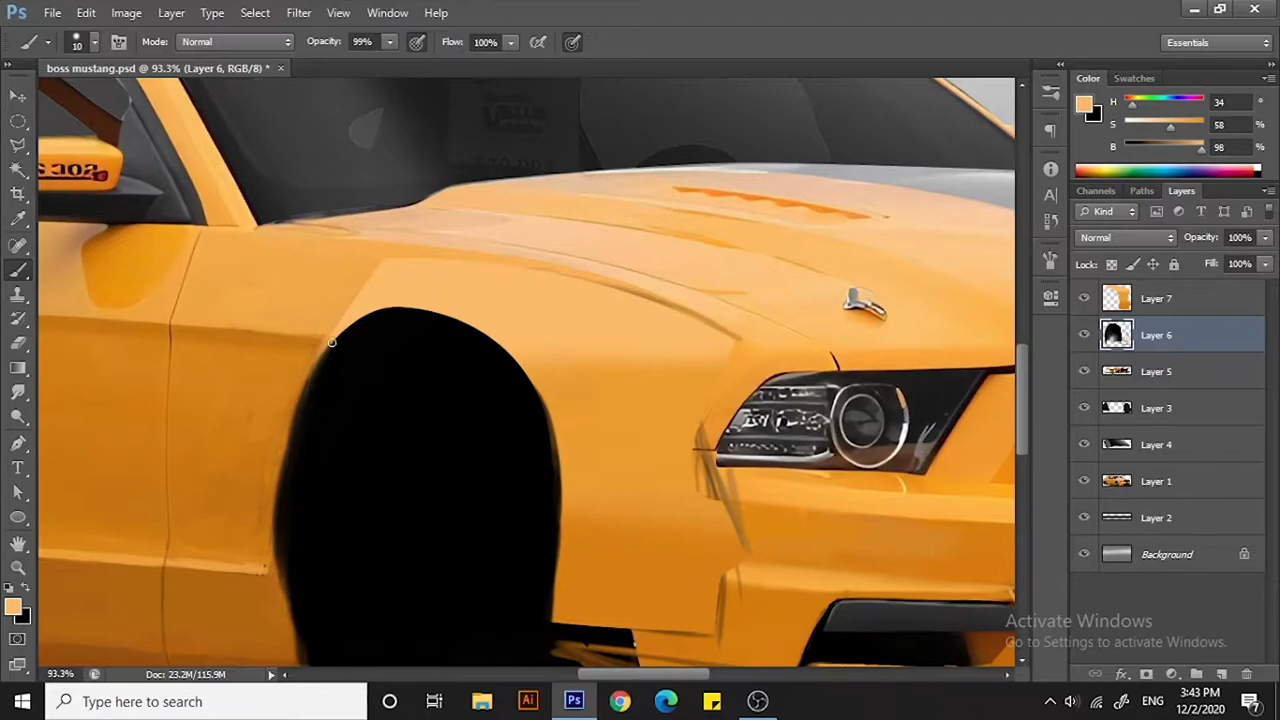 Ps File Edit Image Layer Type Select Filter View Window Help
10 Mode: Normal Opacity: 99% Flow: 100% Essentials
boss mustang.psd @ 93.3% (Layer 6, RGB/8) *
Color Swatches
H 34 °
S 58 %
B 98 %
Channels Paths Layers
Kind
Normal Opacity: 100%
Lock: Fill: 100%
Layer 7
Layer 6
Layer 5
Layer 3
Layer 4
Layer 1
Layer 2
Background
Activate Windows
Go to Settings to activate Windows.
93.3% Doc: 23.2M/115.9M
Type here to search
Ai Ps ENG 3:43 PM
12/2/2020 7